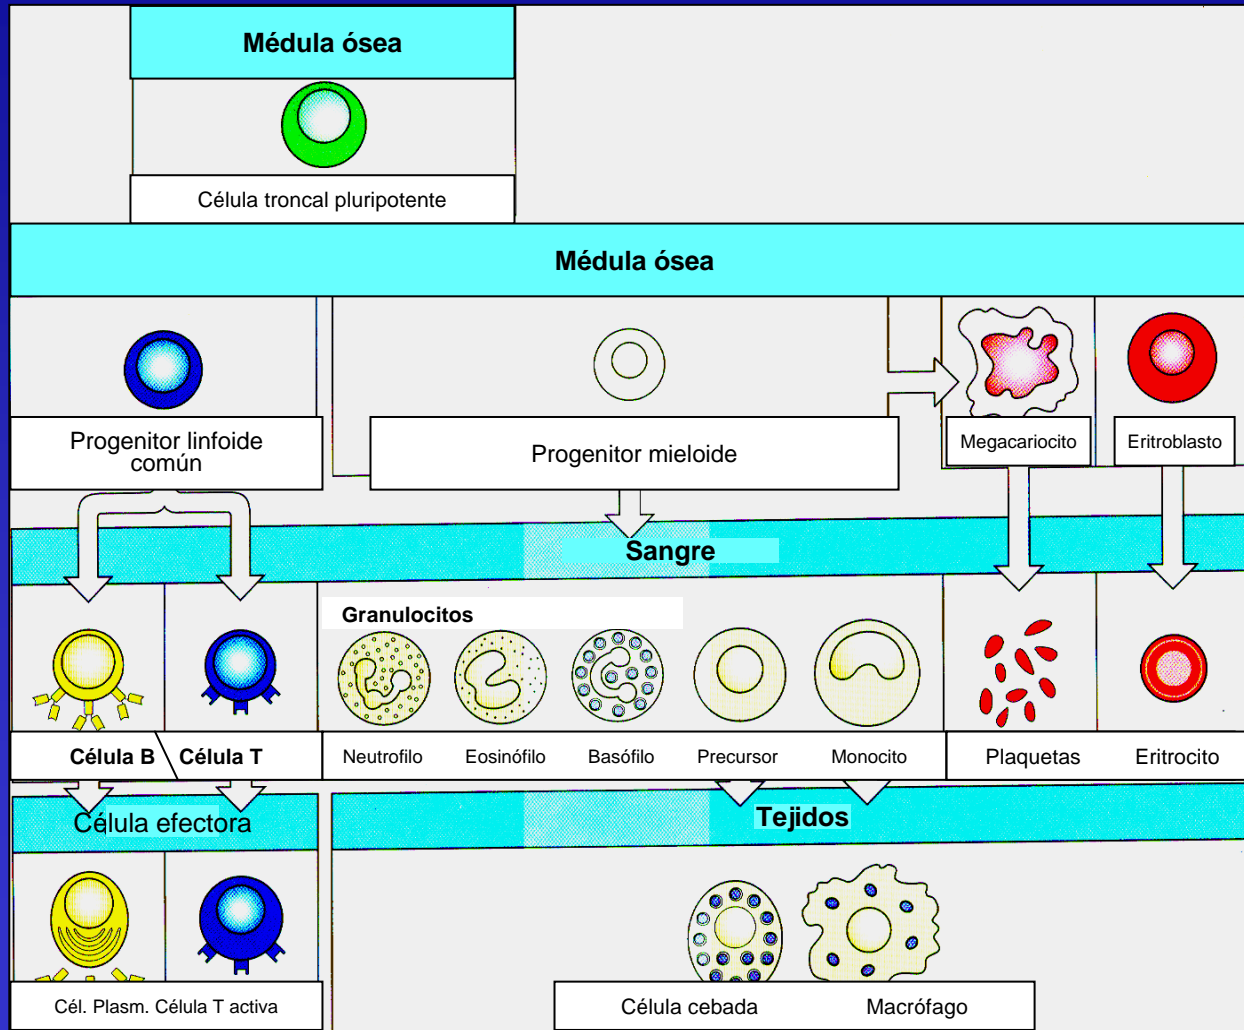 Médula ósea
Célula troncal pluripotente
Médula ósea
Progenitor linfoide
común
Progenitor mieloide
Megacariocito
Eritroblasto
Sangre
Granulocitos
Célula B
Célula T
Neutrofilo
Eosinófilo
Basófilo
Precursor
Monocito
Plaquetas
Eritrocito
Célula efectora
Tejidos
Cél. Plasm. Célula T activa
Célula cebada
Macrófago